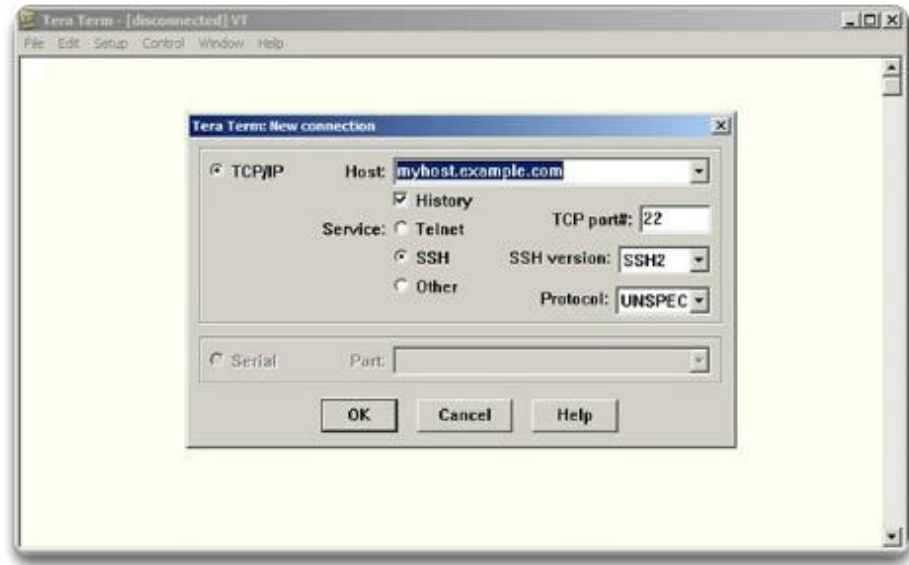 Tera Term - [disconnected] VT
File Edit Setup Control Window Help
Tera Term: New connection
TCP/IP Host: myhost.example.com
History
Service: Telnet TCP port#: 22
SSH SSH version: SSH2
Other Protocol: UNSPEC
Serial Port:
OK Cancel Help